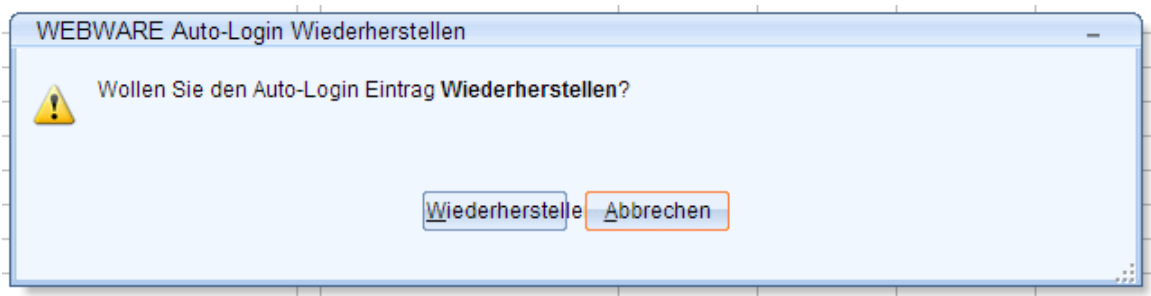 WEBWARE Auto-Login Wiederherstellen
Wollen Sie den Auto-Login Eintrag Wiederherstellen?
Wiederherstelle Abbrechen